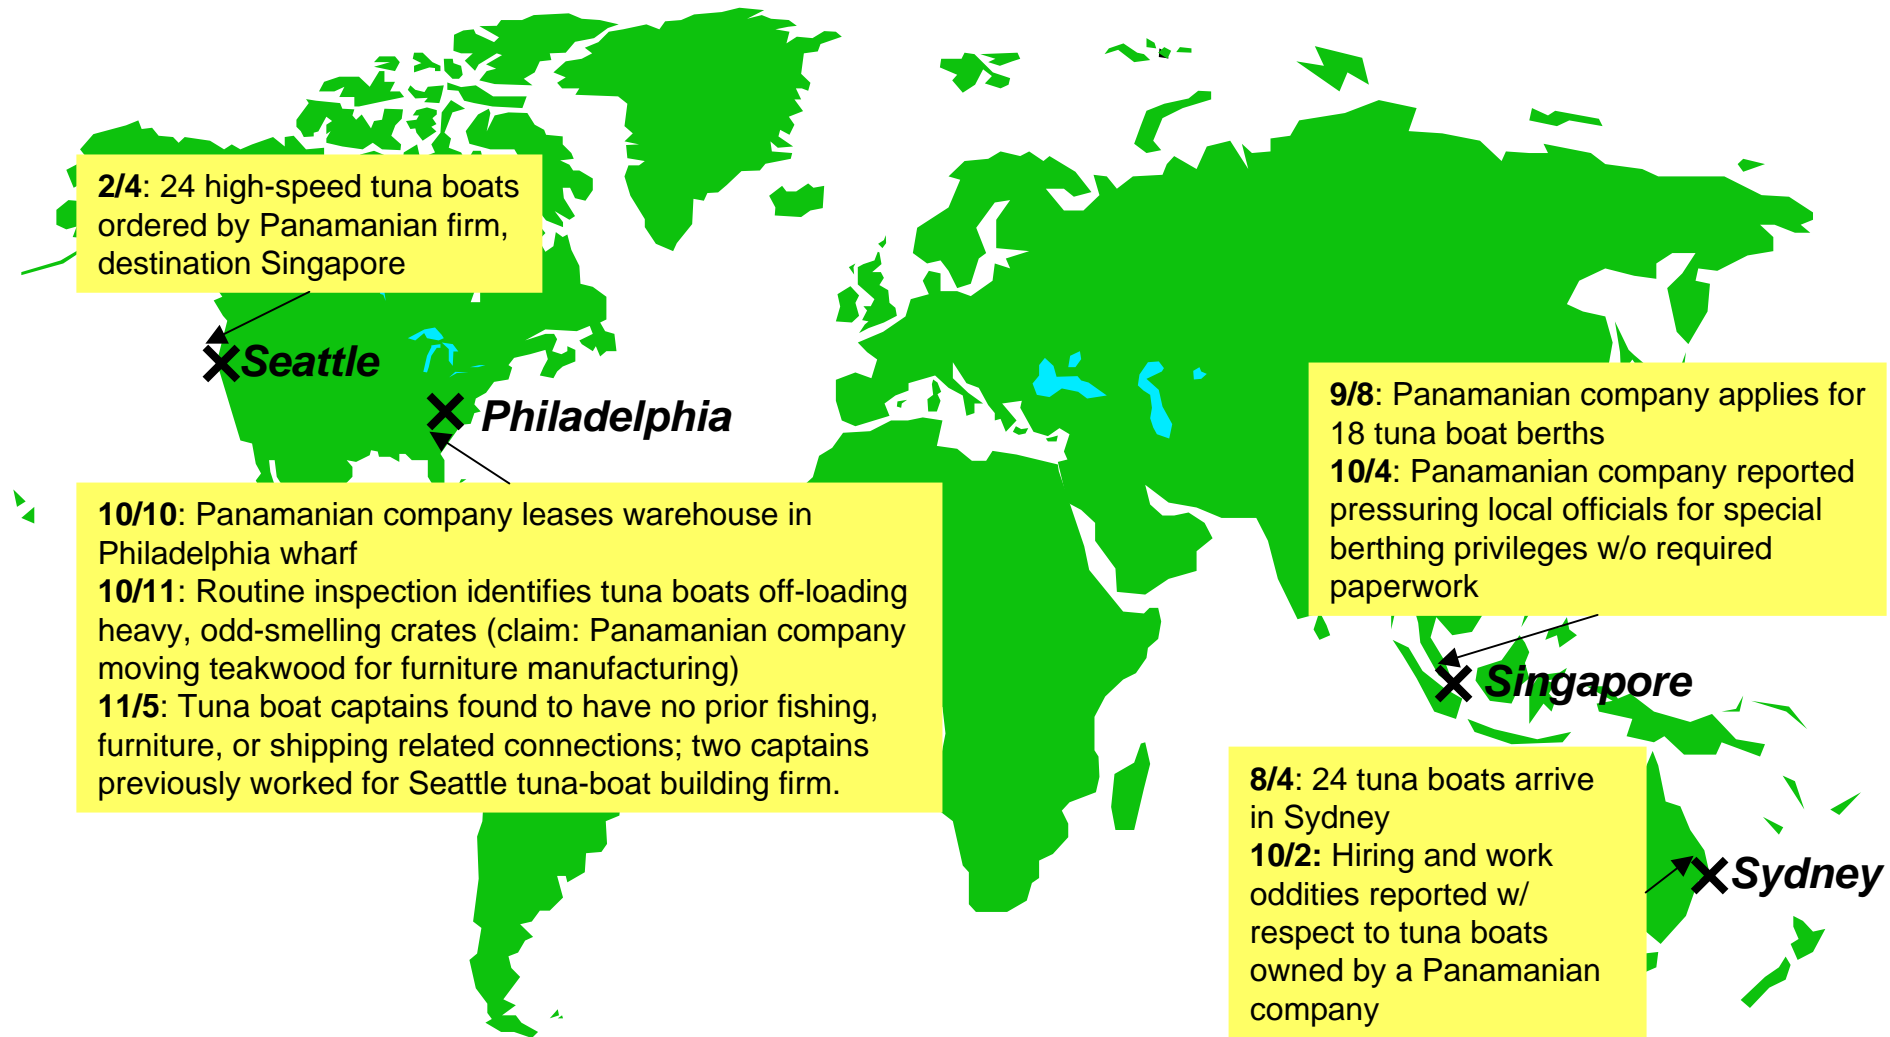 2/4: 24 high-speed tuna boats
ordered by Panamanian firm,
destination Singapore
Seattle
Philadelphia
9/8: Panamanian company applies for
18 tuna boat berths
10/4: Panamanian company reported
pressuring local officials for special
berthing privileges w/o required
paperwork
10/10: Panamanian company leases warehouse in
Philadelphia wharf
10/11: Routine inspection identifies tuna boats off-loading
heavy, odd-smelling crates (claim: Panamanian company
moving teakwood for furniture manufacturing)
11/5: Tuna boat captains found to have no prior fishing,
furniture, or shipping related connections; two captains
previously worked for Seattle tuna-boat building firm.
Singapore
8/4: 24 tuna boats arrive
in Sydney
10/2: Hiring and work
oddities reported w/
respect to tuna boats
owned by a Panamanian
company
Sydney